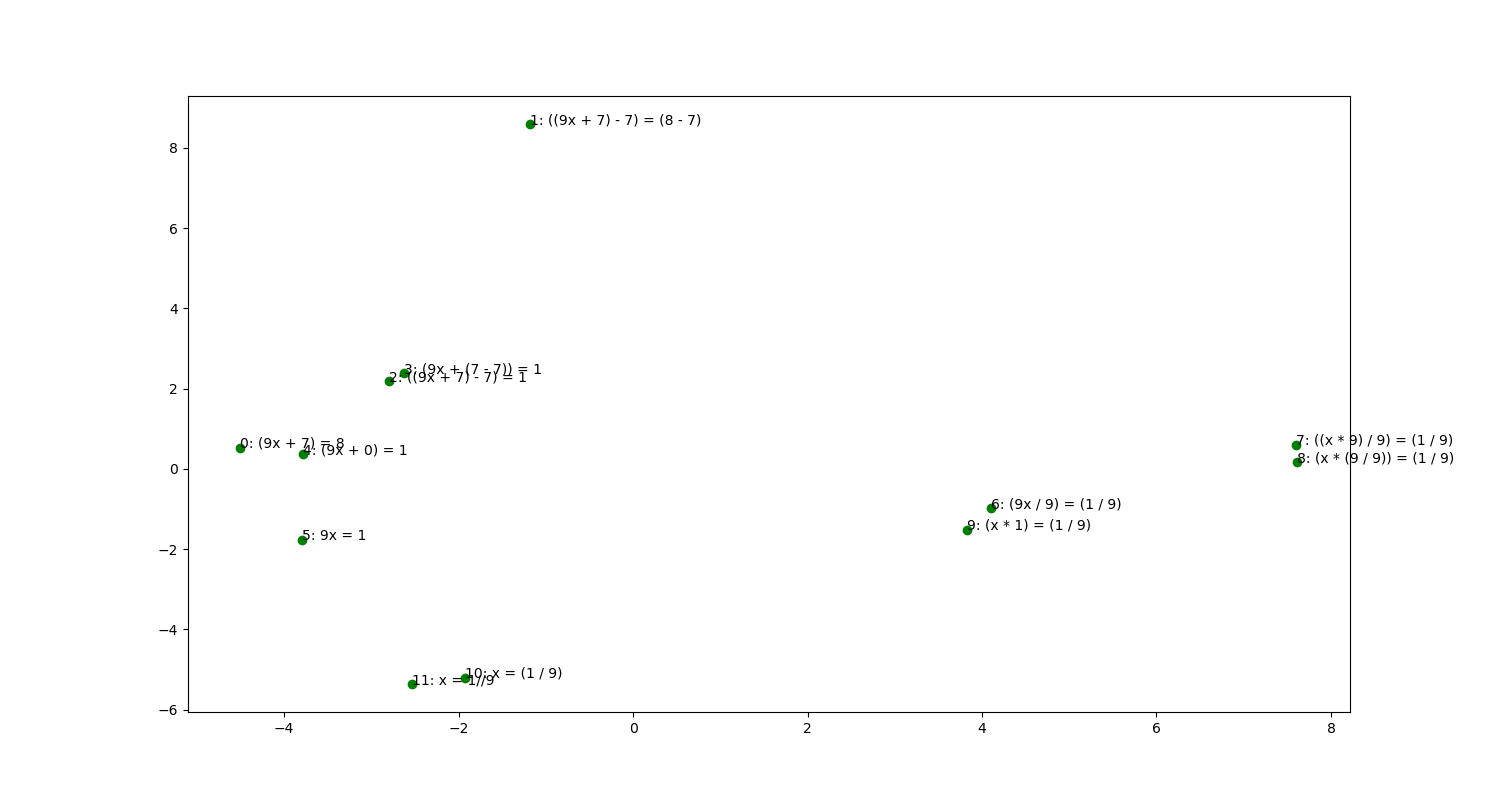 1: ((9x + 7) - 7) = (8 - 7)
8
6
4
3: (9x + (7 - 7)) = 1
2: ((9x + 7) - 7) = 1
2
0: (9x + 7) = 8
4: (9x + 0) = 1
7: ((x * 9) / 9) = (1 / 9)
8: (x * (9 / 9)) = (1 / 9)
0
6: (9x / 9) = (1 / 9)
9: (x * 1) = (1 / 9)
5: 9x = 1
−2
−4
10: x = (1 / 9)
11: x = 1//9
−6
−4 −2 0 2 4 6 8